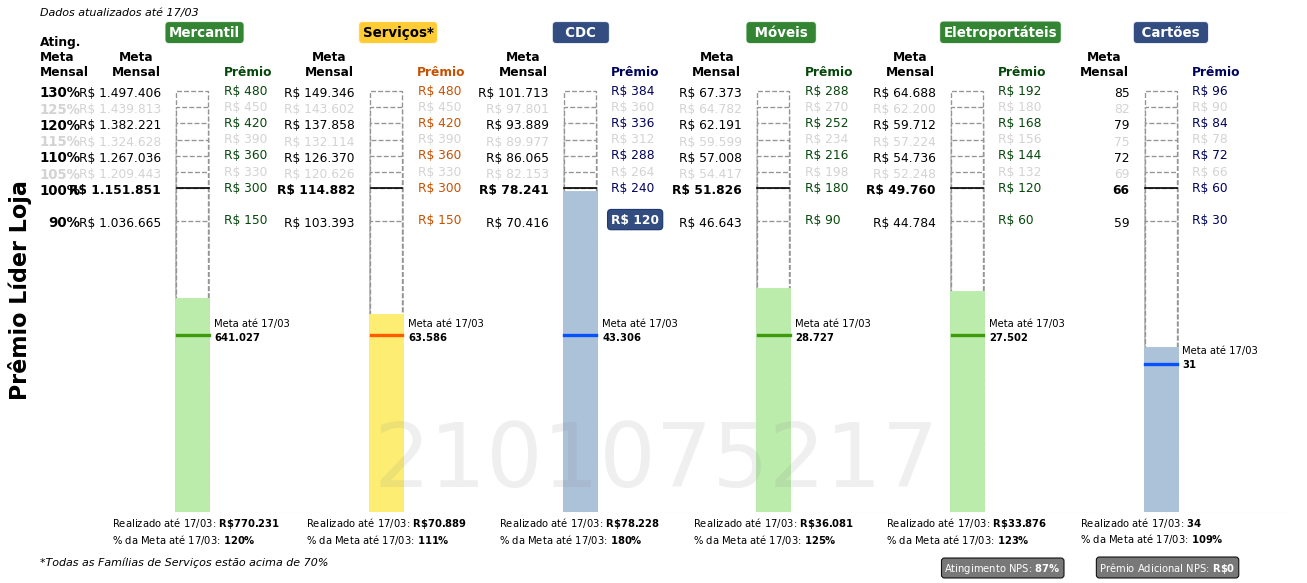 Dados atualizados até 17/03
Mercantil Serviços* CDC Móveis Eletroportáteis Cartões
Ating.
Meta Meta Meta Meta Meta Meta Meta
Mensal Mensal Prêmio Mensal Prêmio Mensal Prêmio Mensal Prêmio Mensal Prêmio Mensal Prêmio
130% R$ 1.497.406 R$ 480 R$ 149.346 R$ 480 R$ 101.713 R$ 384 R$ 67.373 R$ 288 R$ 64.688 R$ 192 85 R$ 96
125% R$ 1.439.813 R$ 450 R$ 143.602 R$ 450 R$ 97.801 R$ 360 R$ 64.782 R$ 270 R$ 62.200 R$ 180 82 R$ 90
120% R$ 1.382.221 R$ 420 R$ 137.858 R$ 420 R$ 93.889 R$ 336 R$ 62.191 R$ 252 R$ 59.712 R$ 168 79 R$ 84
115% R$ 1.324.628 R$ 390 R$ 132.114 R$ 390 R$ 89.977 R$ 312 R$ 59.599 R$ 234 R$ 57.224 R$ 156 75 R$ 78
110% R$ 1.267.036 R$ 360 R$ 126.370 R$ 360 R$ 86.065 R$ 288 R$ 57.008 R$ 216 R$ 54.736 R$ 144 72 R$ 72
105% R$ 1.209.443 R$ 330 R$ 120.626 R$ 330 R$ 82.153 R$ 264 R$ 54.417 R$ 198 R$ 52.248 R$ 132 69 R$ 66
100% R$ 1.151.851 R$ 300 R$ 114.882 R$ 300 R$ 78.241 R$ 240 R$ 51.826 R$ 180 R$ 49.760 R$ 120 66 R$ 60
90% R$ 1.036.665 R$ 150 R$ 103.393 R$ 150 R$ 70.416 R$ 120 R$ 46.643 R$ 90 R$ 44.784 R$ 60 59 R$ 30
Prêmio Líder Loja
Meta até 17/03 Meta até 17/03 Meta até 17/03 Meta até 17/03 Meta até 17/03
641.027 63.586 43.306 28.727 27.502
Meta até 17/03
31
2101075217
Realizado até 17/03: R$770.231 Realizado até 17/03: R$70.889 Realizado até 17/03: R$78.228 Realizado até 17/03: R$36.081 Realizado até 17/03: R$33.876 Realizado até 17/03: 34
% da Meta até 17/03: 120% % da Meta até 17/03: 111% % da Meta até 17/03: 180% % da Meta até 17/03: 125% % da Meta até 17/03: 123% % da Meta até 17/03: 109%
*Todas as Famílias de Serviços estão acima de 70%
Atingimento NPS: 87% Prêmio Adicional NPS: R$0